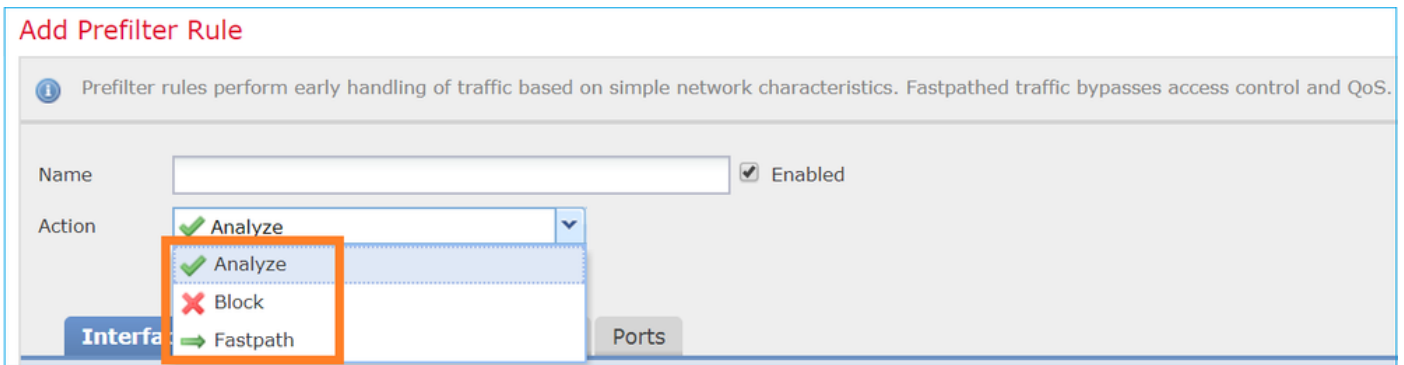 Add Prefilter Rule
Prefilter rules perform early handling of traffic based on simple network characteristics. Fastpathed traffic bypasses access control and QoS.
Name
Enabled
Action
Analyze
Analyze
Block
Fastpath
Ports